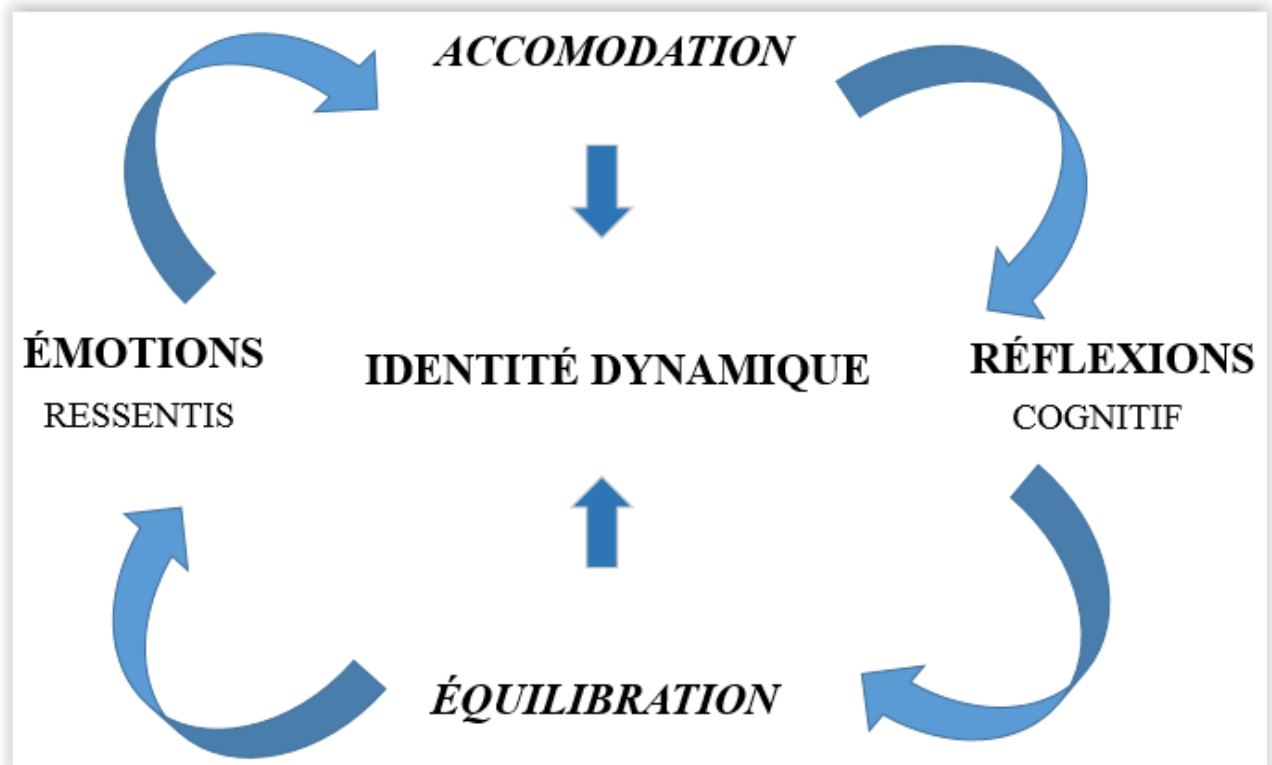 ACCOMODATION
ÉMOTIONS
RESSENTIS
IDENTITÉ DYNAMIQUE
RÉFLEXIONS
COGNITIF
ÉQUILIBRATION